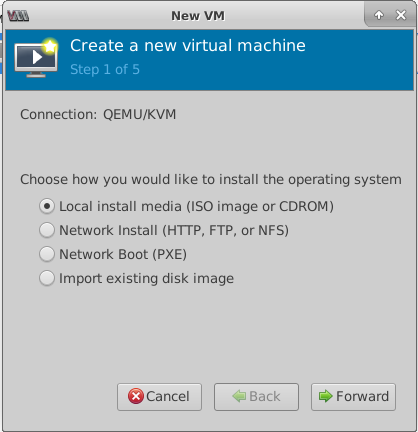 New VM
Create a new virtual machine
Step 1 of 5
Connection: QEMU/KVM
Choose how you would like to install the operating system
Local install media (ISO image or CDROM)
Network Install (HTTP, FTP, or NFS)
Network Boot (PXE)
Import existing disk image
Cancel Back Forward